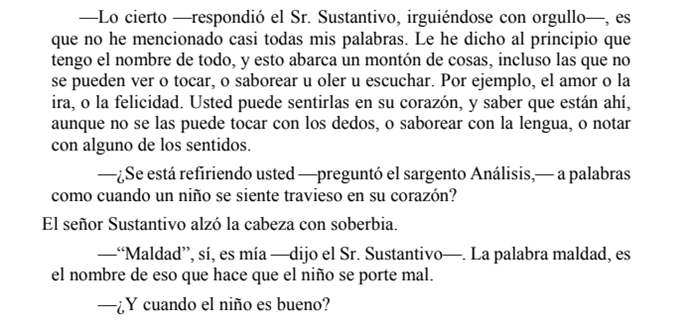 —Lo cierto —respondió el Sr. Sustantivo, irguiéndose con orgullo—, es
que no he mencionado casi todas mis palabras. Le he dicho al principio que
tengo el nombre de todo, y esto abarca un montón de cosas, incluso las que no
se pueden ver o tocar, o saborear u oler u escuchar. Por ejemplo, el amor o la
ira, o la felicidad. Usted puede sentirlas en su corazón, y saber que están ahí,
aunque no se las puede tocar con los dedos, o saborear con la lengua, o notar
con alguno de los sentidos.
—¿Se está refiriendo usted —preguntó el sargento Análisis,— a palabras
como cuando un niño se siente travieso en su corazón?
El señor Sustantivo alzó la cabeza con soberbia.
—“Maldad”, sí, es mía —dijo el Sr. Sustantivo—. La palabra maldad, es
el nombre de eso que hace que el niño se porte mal.
—¿Y cuando el niño es bueno?